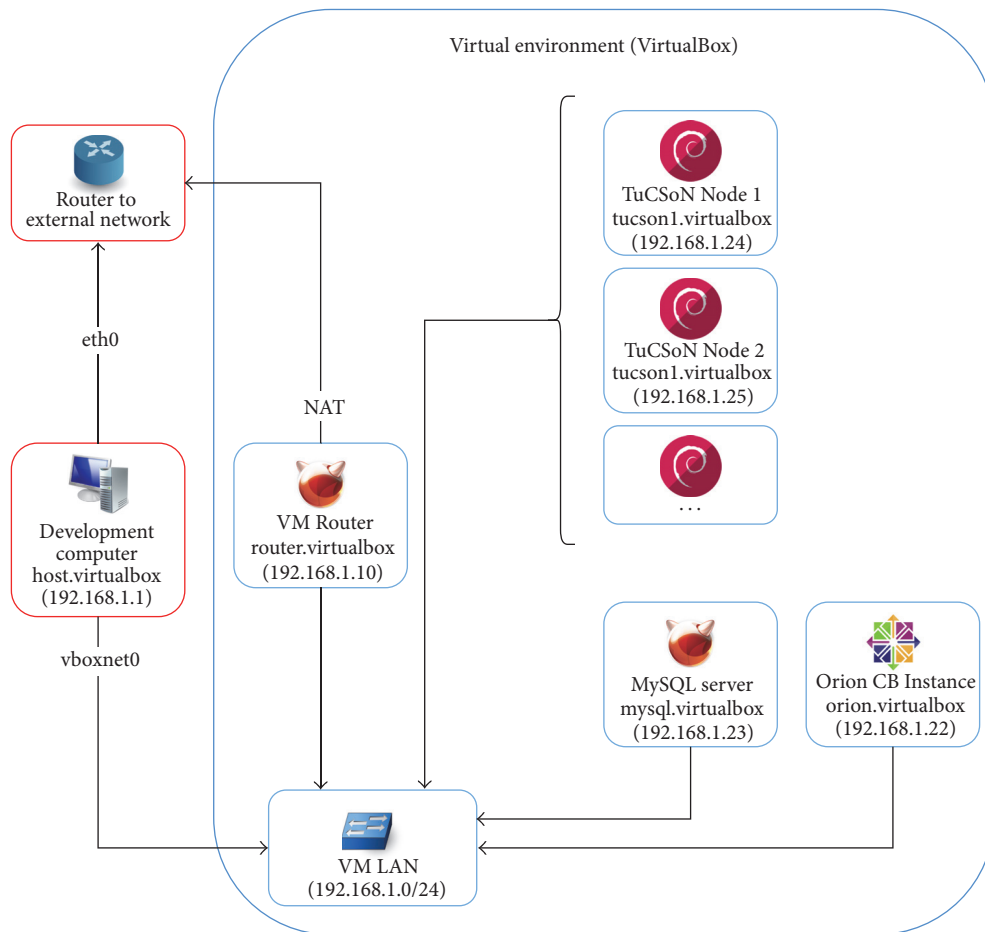 Virtual environment (VirtualBox)
Router to
external network
eth0
Development
computer
host.virtualbox
(192.168.1.1)
vboxnet0
NAT
VM Router
router.virtualbox
(192.168.1.10)
TuCSoN Node 1
tucson1.virtualbox
(192.168.1.24)
TuCSoN Node 2
tucson1.virtualbox
(192.168.1.25)
...
MySQL server
mysql.virtualbox
(192.168.1.23)
Orion CB Instance
orion.virtualbox
(192.168.1.22)
VM LAN
(192.168.1.0/24)